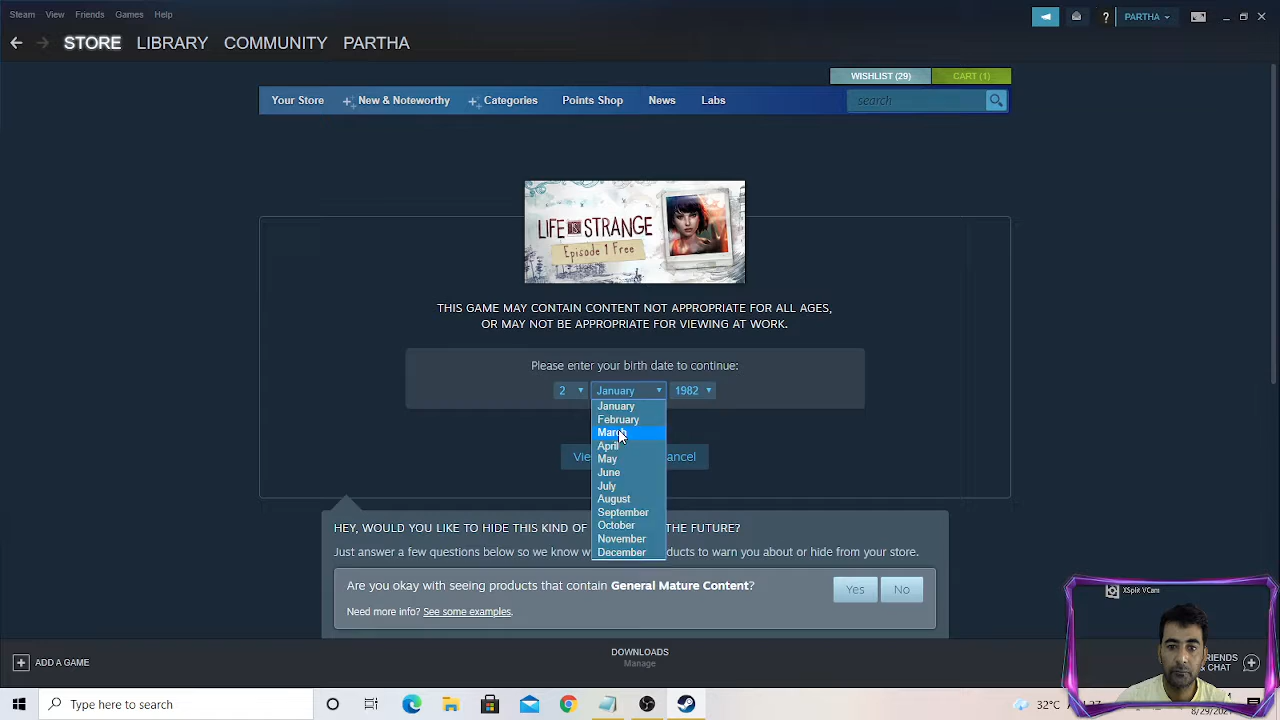 Steam View Friends Games Help
PARTHA
STORE LIBRARY COMMUNITY PARTHA
WISHLIST (29) CART (1)
Your Store New & Noteworthy Categories Points Shop News Labs search
LIFE IS STRANGE
Episode 1 Free
THIS GAME MAY CONTAIN CONTENT NOT APPROPRIATE FOR ALL AGES,
OR MAY NOT BE APPROPRIATE FOR VIEWING AT WORK.
Please enter your birth date to continue:
2 January 1982
January
February
March
April
May
June
July
August
September
October
November
December
HEY, WOULD YOU LIKE TO HIDE THIS KIND OF THE FUTURE?
Just answer a few questions below so we know to warn you about or hide from your store.
Are you okay with seeing products that contain General Mature Content? Yes No
Need more info? See some examples.
XSplit VCam
ADD A GAME
DOWNLOADS
Manage
& CHAT
Type here to search
32°C